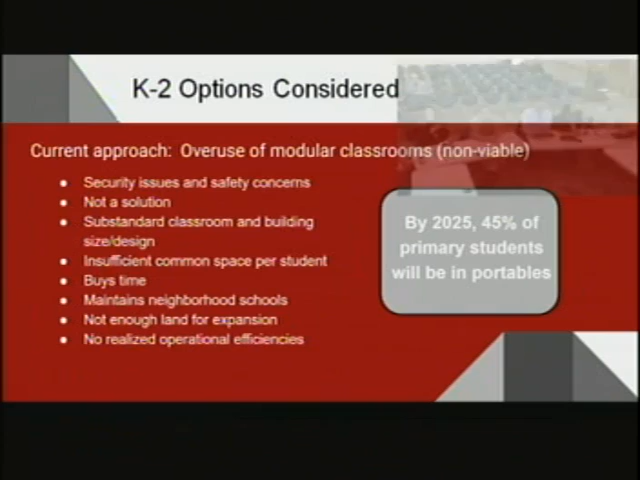 K-2 Options Considered
Current approach: Overuse of modular classrooms (non-viable)
● Security issues and safety concerns
● Not a solution
● Substandard classroom and building
size/design
● Insufficient common space per student
● Buys time
● Maintains neighborhood schools
● Not enough land for expansion
● No realized operational efficiencies
By 2025, 45% of
primary students
will be in portables